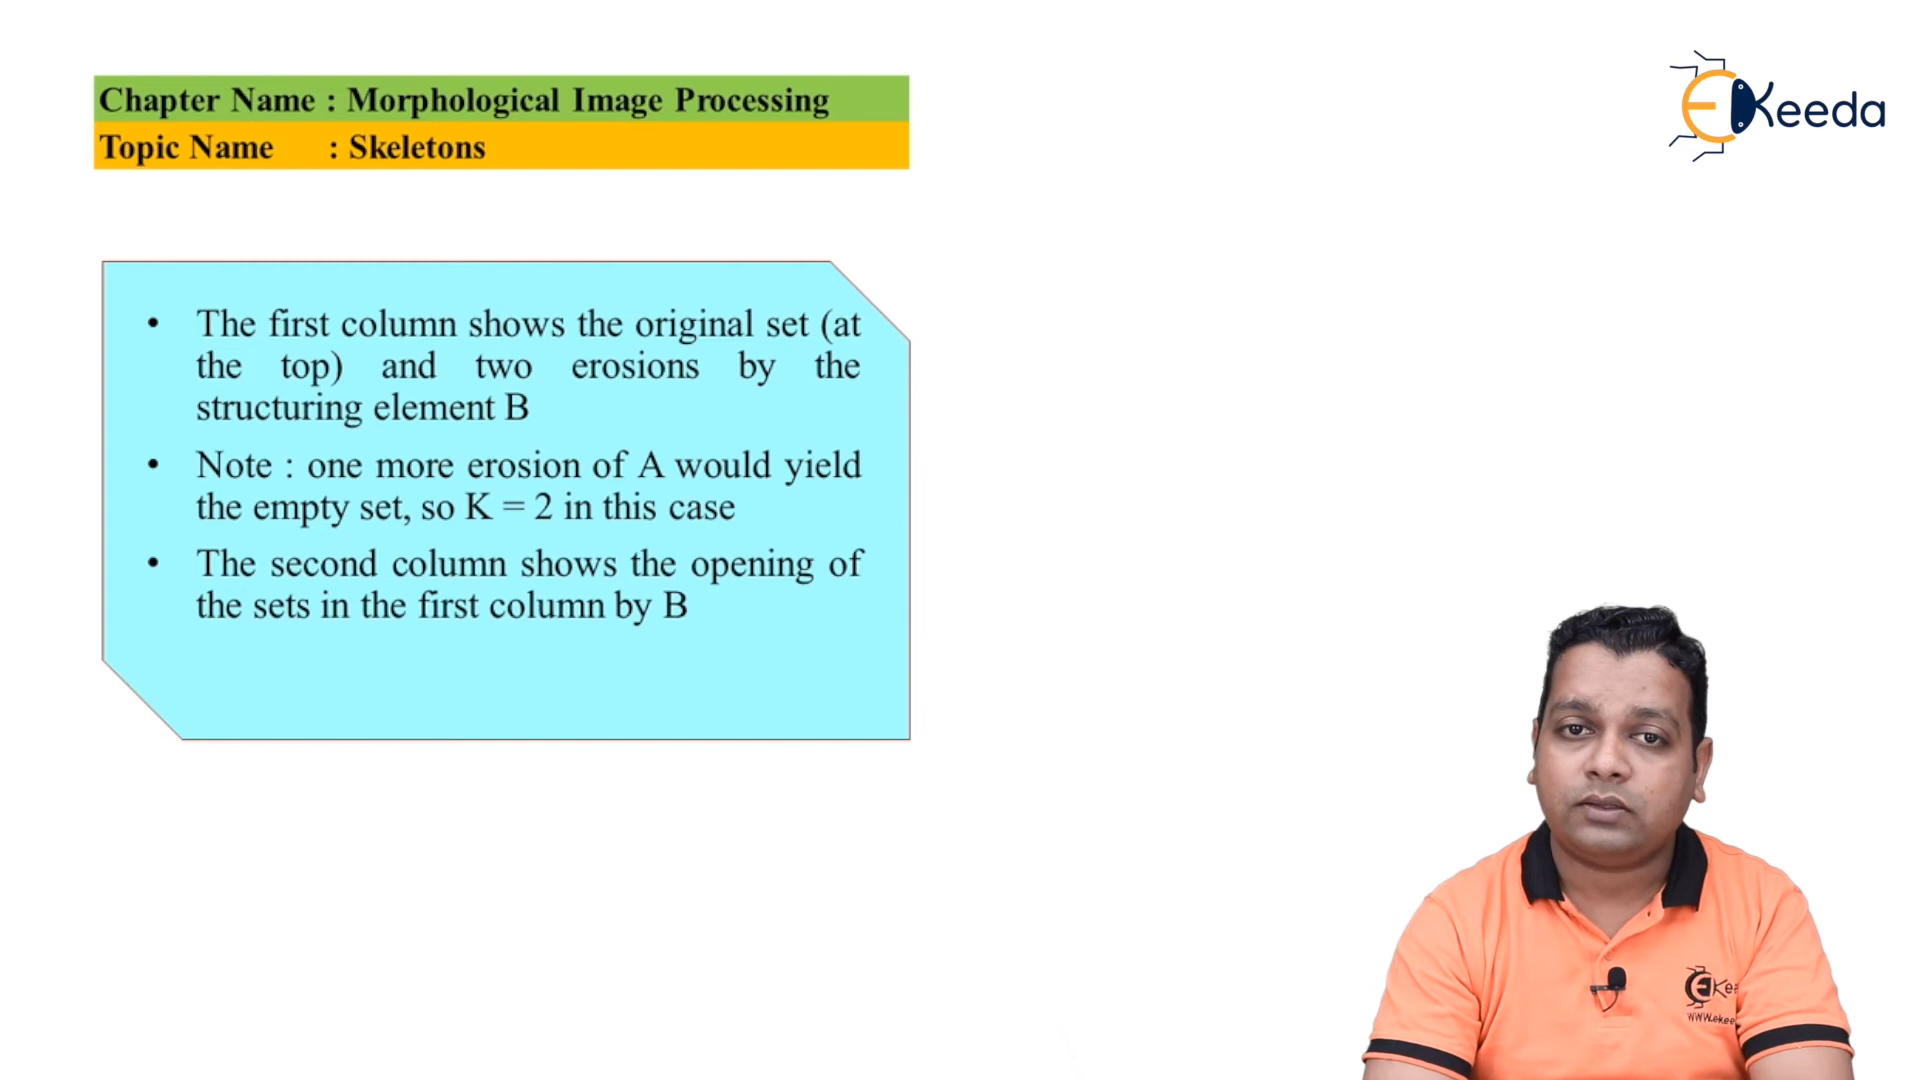 Chapter Name : Morphological Image Processing
Topic Name : Skeletons
EKeeda
• The first column shows the original set (at
the top) and two erosions by the
structuring element B
• Note : one more erosion of A would yield
the empty set, so K = 2 in this case
• The second column shows the opening of
the sets in the first column by B